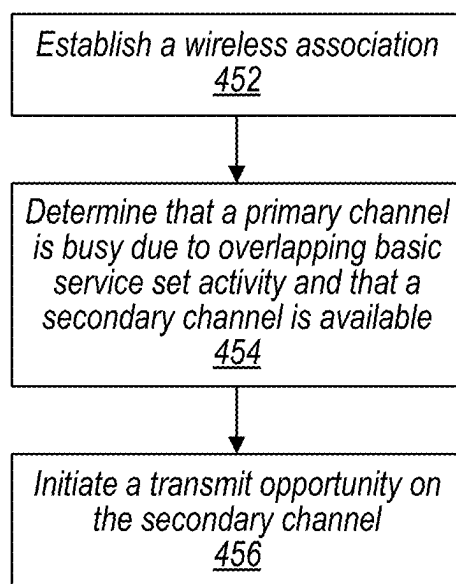 Establish a wireless association
452
Determine that a primary channel
is busy due to overlapping basic
service set activity and that a
secondary channel is available
454
Initiate a transmit opportunity on
the secondary channel
456